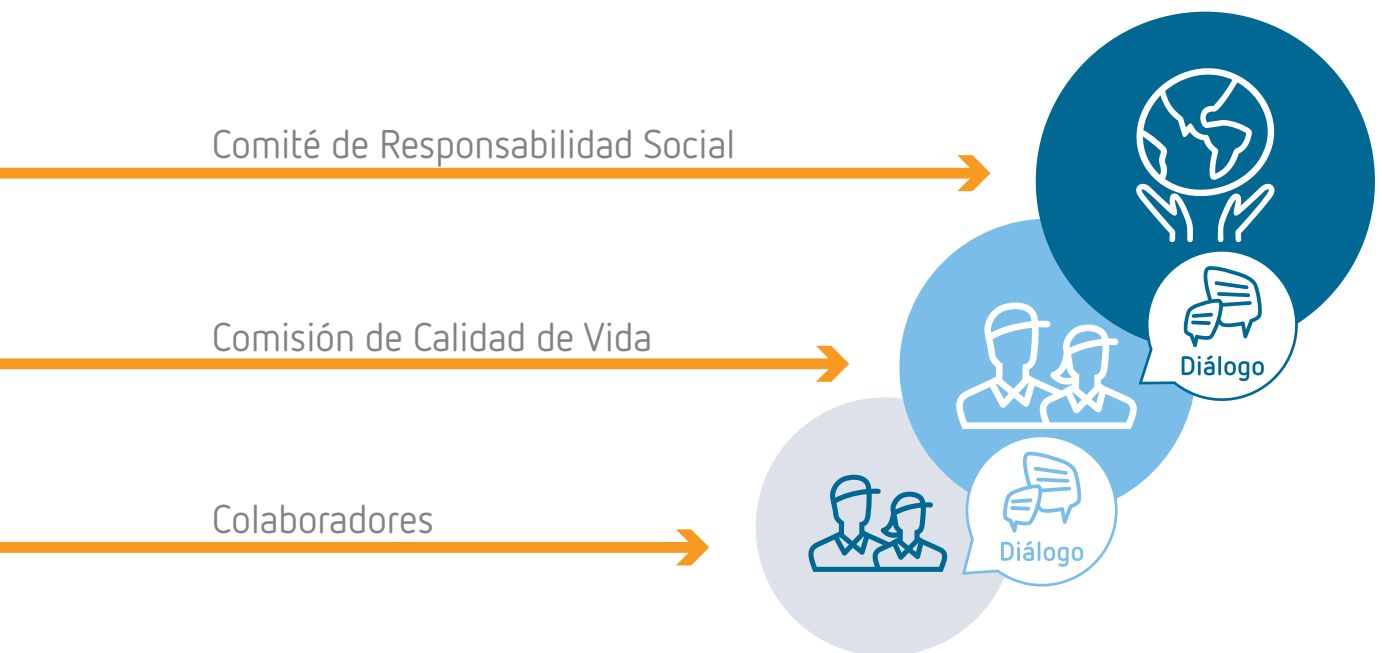 Comité de Responsabilidad Social
Diálogo
Comisión de Calidad de Vida
Diálogo
Colaboradores